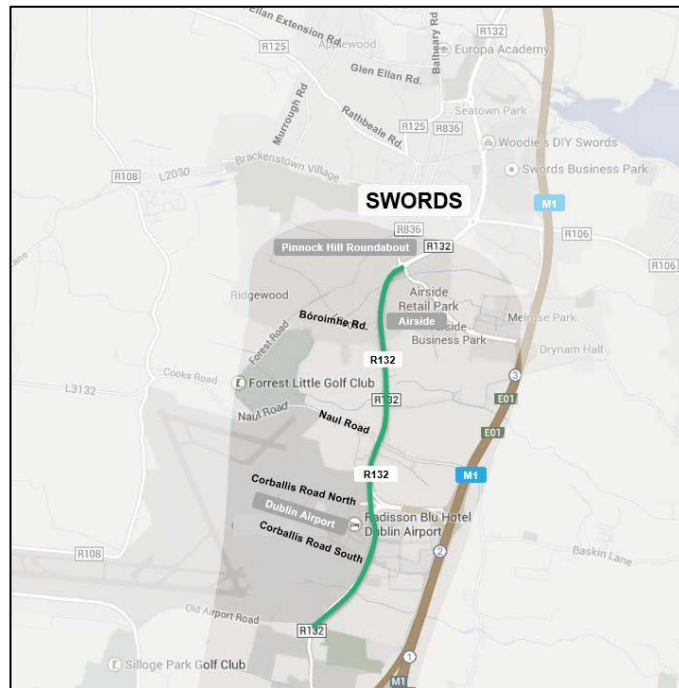 Ellan Extension Rd.
Applewood
R132
R125
Balheary Rd
Europa Academy
Glen Ellan Rd.
Seatown Park
Murrough Rd
Rathbeale Rd.
R125
R836
Woodie's DIY Swords
Brackenstown Village
L2030
R108
Swords Business Park
SWORDS
M1
R836
R132
R106
Pinnock Hill Roundabout
R106
Airside
Retail Park
Ridgewood
Bóroimhe Rd.
Airside
Airside
Business Park
Melrose Park
Forest Road
Drynam Hall
R132
Cooks Road
3
L3132
Forrest Little Golf Club
R132
E01
Naul Road
Naul Road
E01
R132
M1
Corballis Road North
Dublin Airport
Radisson Blu Hotel
Dublin Airport
Corballis Road South
R108
2
Baskin Lane
Old Airport Road
R132
Silloge Park Golf Club
1
M1